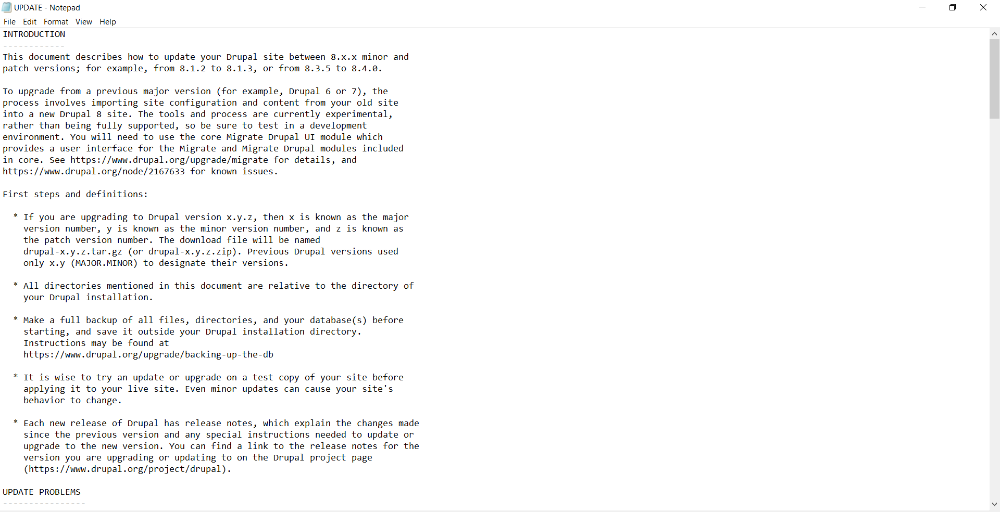 UPDATE - Notepad
File Edit Format View Help
INTRODUCTION
------------
This document describes how to update your Drupal site between 8.x.x minor and
patch versions; for example, from 8.1.2 to 8.1.3, or from 8.3.5 to 8.4.0.

To upgrade from a previous major version (for example, Drupal 6 or 7), the
process involves importing site configuration and content from your old site
into a new Drupal 8 site. The tools and process are currently experimental,
rather than being fully supported, so be sure to test in a development
environment. You will need to use the core Migrate Drupal UI module which
provides a user interface for the Migrate and Migrate Drupal modules included
in core. See https://www.drupal.org/upgrade/migrate for details, and
https://www.drupal.org/node/2167633 for known issues.

First steps and definitions:

  * If you are upgrading to Drupal version x.y.z, then x is known as the major
    version number, y is known as the minor version number, and z is known as
    the patch version number. The download file will be named
    drupal-x.y.z.tar.gz (or drupal-x.y.z.zip). Previous Drupal versions used
    only x.y (MAJOR.MINOR) to designate their versions.

  * All directories mentioned in this document are relative to the directory of
    your Drupal installation.

  * Make a full backup of all files, directories, and your database(s) before
    starting, and save it outside your Drupal installation directory.
    Instructions may be found at
    https://www.drupal.org/upgrade/backing-up-the-db

  * It is wise to try an update or upgrade on a test copy of your site before
    applying it to your live site. Even minor updates can cause your site's
    behavior to change.

  * Each new release of Drupal has release notes, which explain the changes made
    since the previous version and any special instructions needed to update or
    upgrade to the new version. You can find a link to the release notes for the
    version you are upgrading or updating to on the Drupal project page
    (https://www.drupal.org/project/drupal).

UPDATE PROBLEMS
----------------